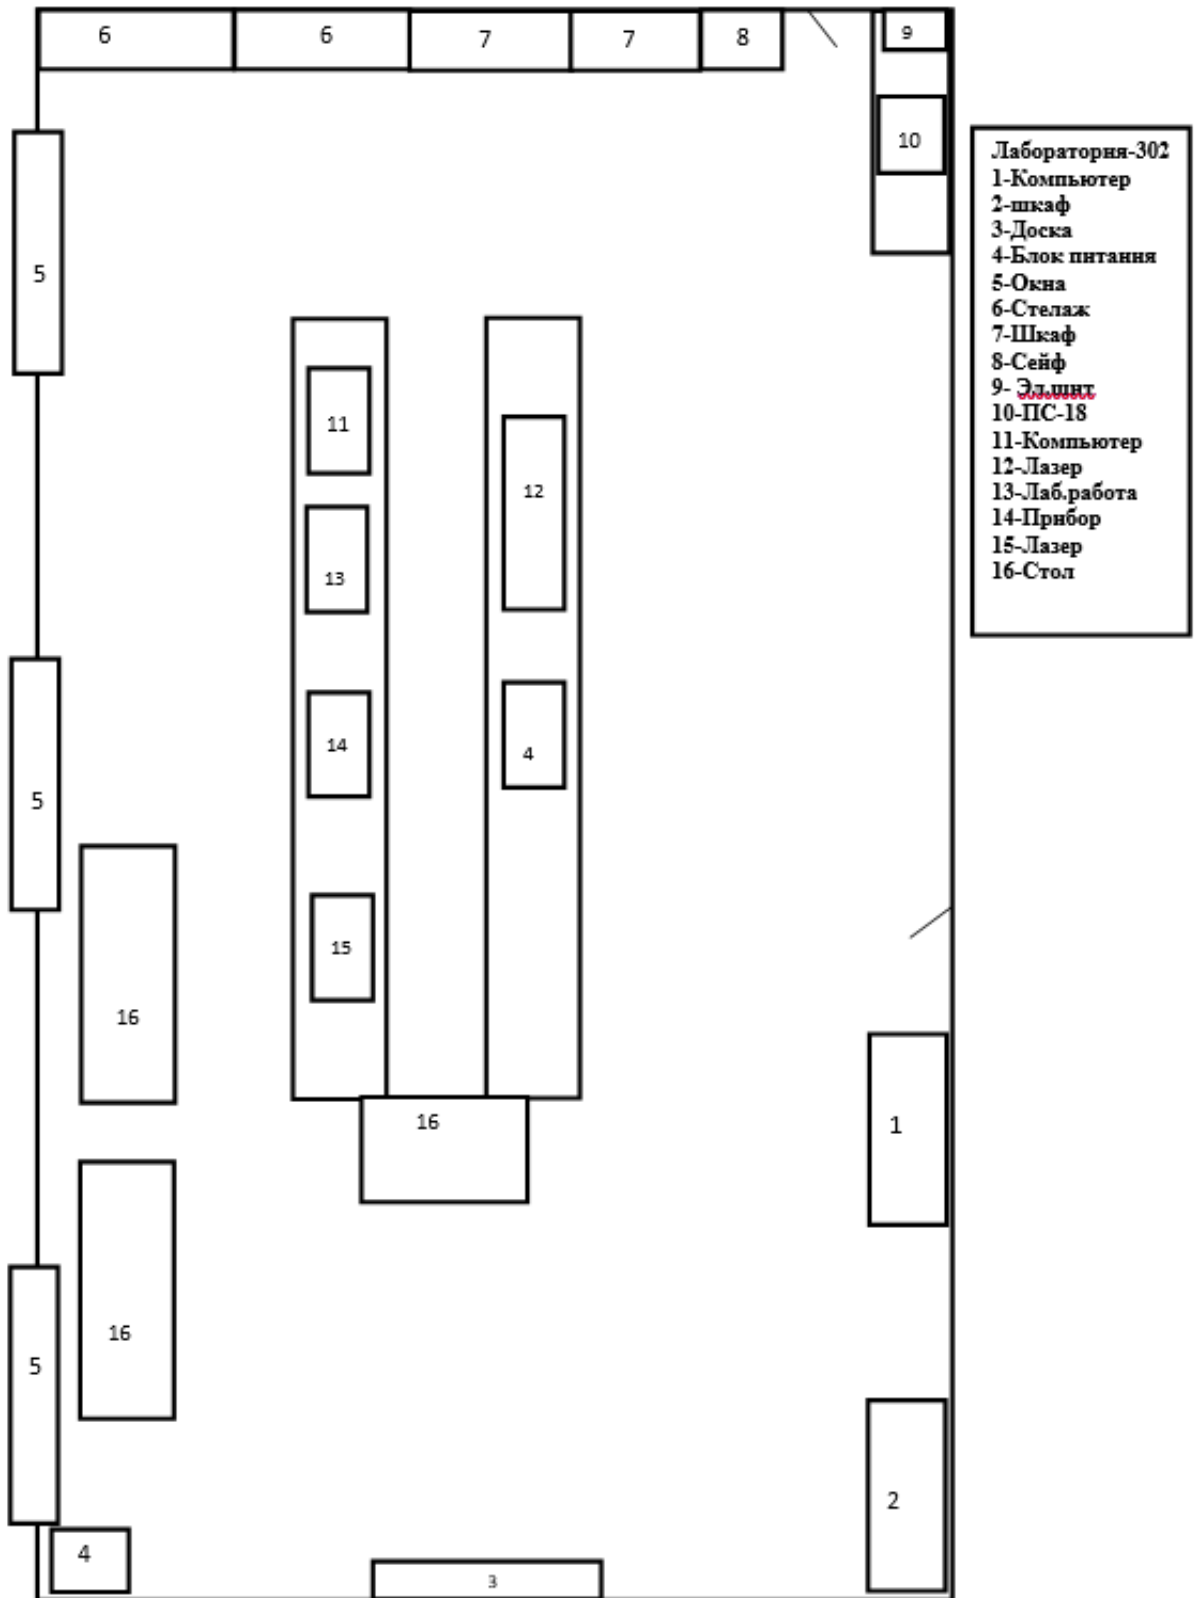 6 6 7 7 8 9
10
Лаборатория-302
1-Компьютер
2-шкаф
3-Доска
4-Блок питания
5-Окна
6-Стелаж
7-Шкаф
8-Сейф
9- Эл.шит
10-ПС-18
11-Компьютер
12-Лазер
13-Лаб.работа
14-Прибор
15-Лазер
16-Стол
5
11
12
13
14
4
5
15
16
16
1
16
5
2
4
3